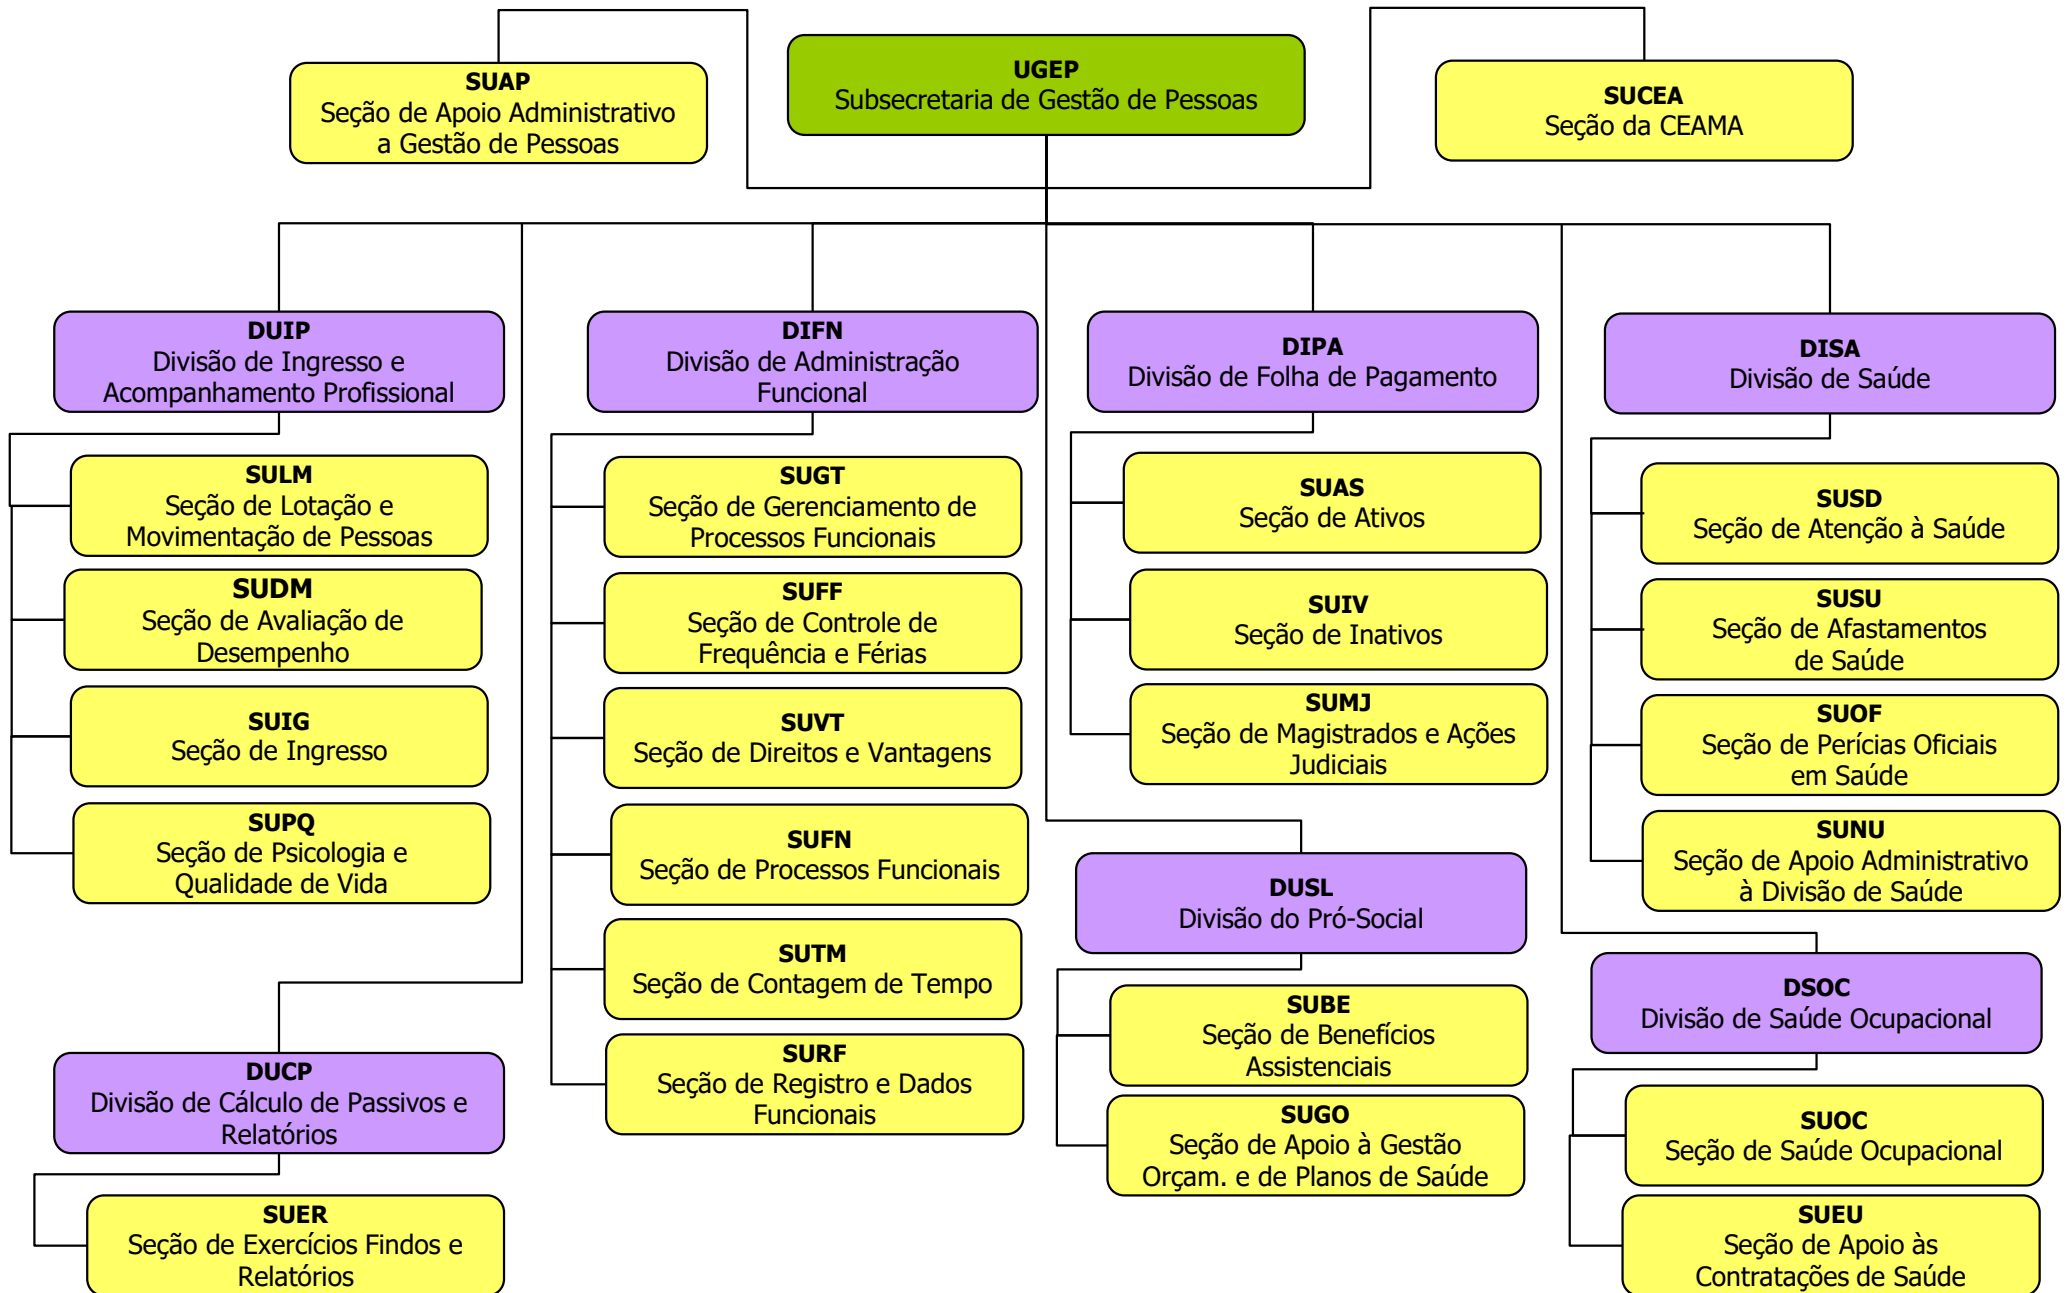 UGEP
Subsecretaria de Gestão de Pessoas
SUAP
Seção de Apoio Administrativo
a Gestão de Pessoas
SUCEA
Seção da CEAMA
DUIP
Divisão de Ingresso e
Acompanhamento Profissional
SULM
Seção de Lotação e
Movimentação de Pessoas
SUDM
Seção de Avaliação de
Desempenho
SUIG
Seção de Ingresso
SUPQ
Seção de Psicologia e
Qualidade de Vida
DUCP
Divisão de Cálculo de Passivos e
Relatórios
SUER
Seção de Exercícios Findos e
Relatórios
DIFN
Divisão de Administração
Funcional
SUGT
Seção de Gerenciamento de
Processos Funcionais
SUFF
Seção de Controle de
Frequência e Férias
SUVT
Seção de Direitos e Vantagens
SUFN
Seção de Processos Funcionais
SUTM
Seção de Contagem de Tempo
SURF
Seção de Registro e Dados
Funcionais
DIPA
Divisão de Folha de Pagamento
SUAS
Seção de Ativos
SUIV
Seção de Inativos
SUMJ
Seção de Magistrados e Ações
Judiciais
DUSL
Divisão do Pró-Social
SUBE
Seção de Benefícios
Assistenciais
SUGO
Seção de Apoio à Gestão
Orçam. e de Planos de Saúde
DISA
Divisão de Saúde
SUSD
Seção de Atenção à Saúde
SUSU
Seção de Afastamentos
de Saúde
SUOF
Seção de Perícias Oficiais
em Saúde
SUNU
Seção de Apoio Administrativo
à Divisão de Saúde
DSOC
Divisão de Saúde Ocupacional
SUOC
Seção de Saúde Ocupacional
SUEU
Seção de Apoio às
Contratações de Saúde